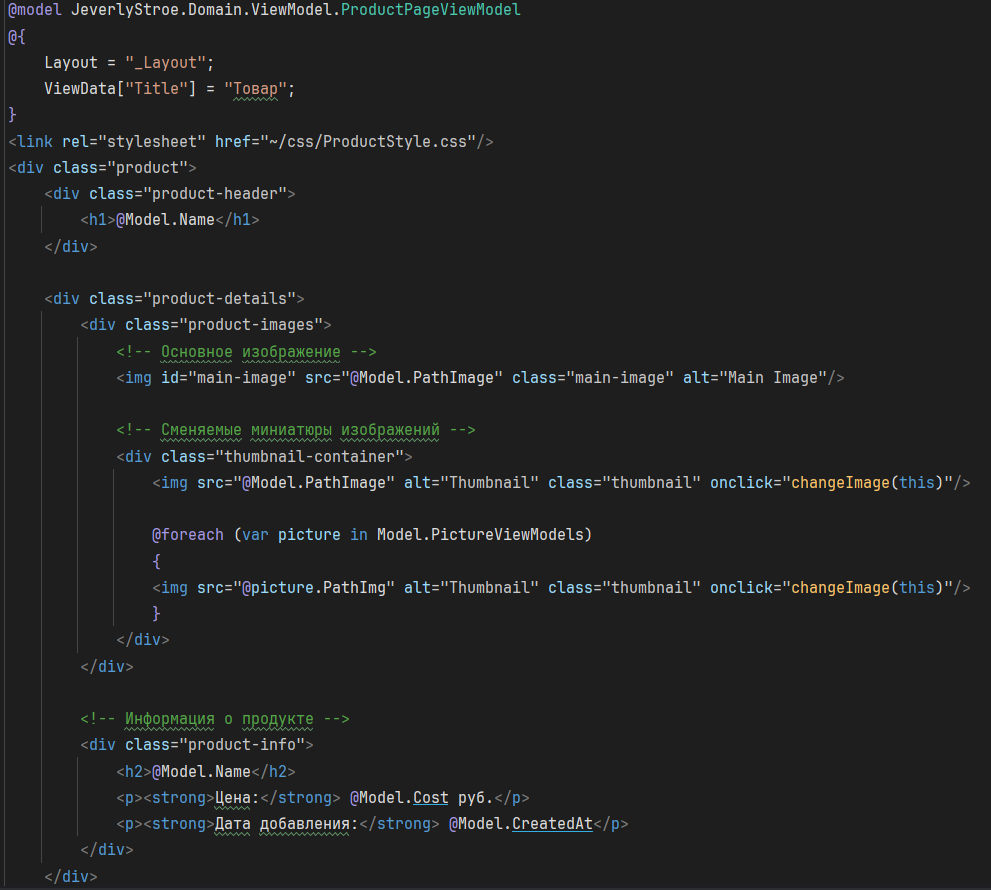 @model JeverlyStroe.Domain.ViewModel.ProductPageViewModel
@{
    Layout = "_Layout";
    ViewData["Title"] = "Товар";
}
<link rel="stylesheet" href="~/css/ProductStyle.css"/>
<div class="product">
    <div class="product-header">
        <h1>@Model.Name</h1>
    </div>

    <div class="product-details">
        <div class="product-images">
            <!-- Основное изображение -->
            <img id="main-image" src="@Model.PathImage" class="main-image" alt="Main Image"/>

            <!-- Сменяемые миниатюры изображений -->
            <div class="thumbnail-container">
                <img src="@Model.PathImage" alt="Thumbnail" class="thumbnail" onclick="changeImage(this)"/>

                @foreach (var picture in Model.PictureViewModels)
                {
                <img src="@picture.PathImg" alt="Thumbnail" class="thumbnail" onclick="changeImage(this)"/>
                }
            </div>
        </div>

        <!-- Информация о продукте -->
        <div class="product-info">
            <h2>@Model.Name</h2>
            <p><strong>Цена:</strong> @Model.Cost руб.</p>
            <p><strong>Дата добавления:</strong> @Model.CreatedAt</p>
        </div>
    </div>